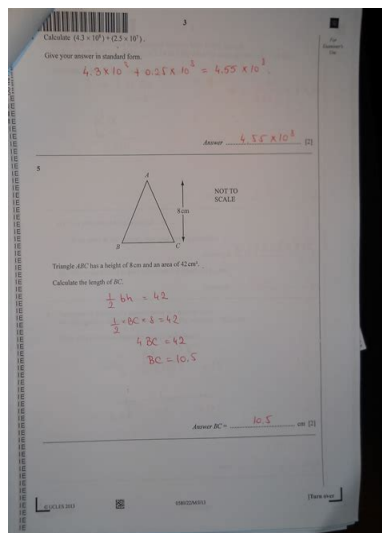 3
Calculate (4.3 × 10⁸) + (2.5 × 10⁷).
For
Examiner's
Use
Give your answer in standard form.
4.3 × 10⁸ + 0.25 × 10⁸ = 4.55 × 10⁸.
Answer 4.55 × 10⁸ [2]
5
A
8 cm
NOT TO
SCALE
B C
Triangle ABC has a height of 8 cm and an area of 42 cm².
Calculate the length of BC.
1/2 bh = 42
1/2 × BC × 8 = 42
4 BC = 42
BC = 10.5
Answer BC = 10.5 cm [2]
© UCLES 2013
[Turn over